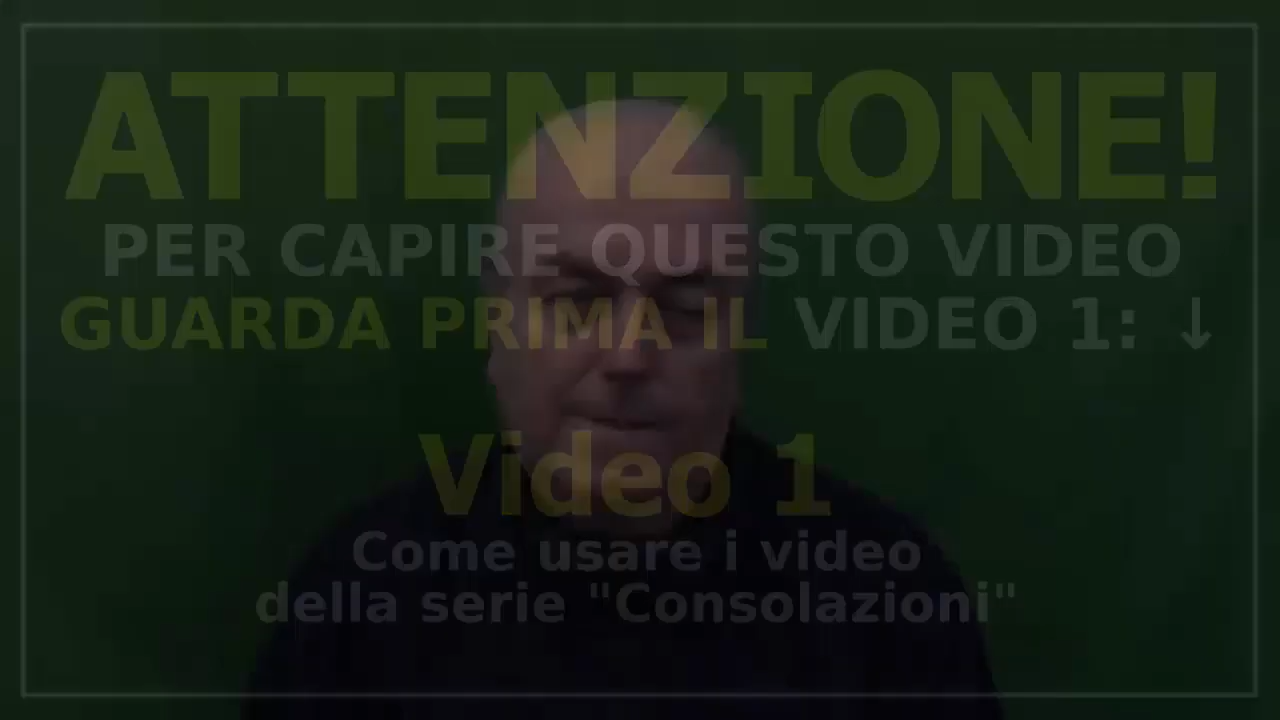 ATTENZIONE!
PER CAPIRE QUESTO VIDEO
GUARDA PRIMA IL VIDEO 1: ↓
Video 1
Come usare i video
della serie "Consolazioni"